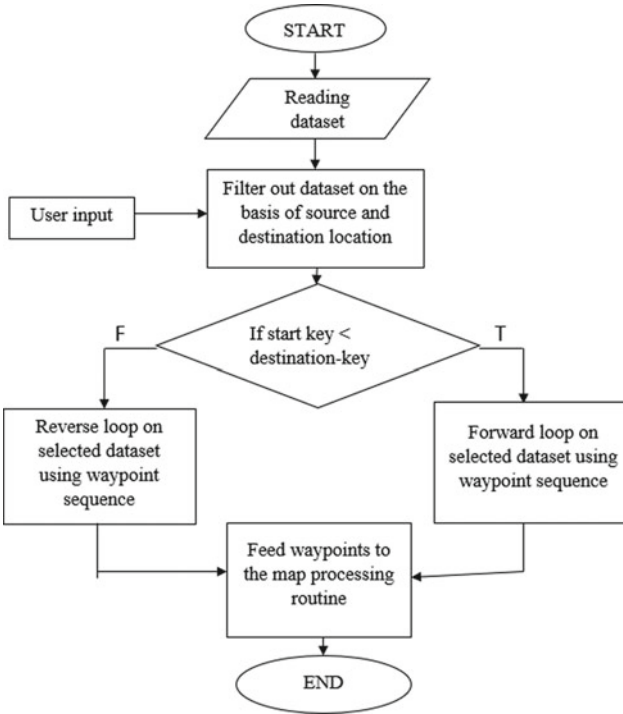 START
Reading
dataset
Filter out dataset on the
basis of source and
destination location
User input
If start key <
destination-key
F
T
Reverse loop on
selected dataset
using waypoint
sequence
Forward loop on
selected dataset using
waypoint sequence
Feed waypoints to
the map processing
routine
END